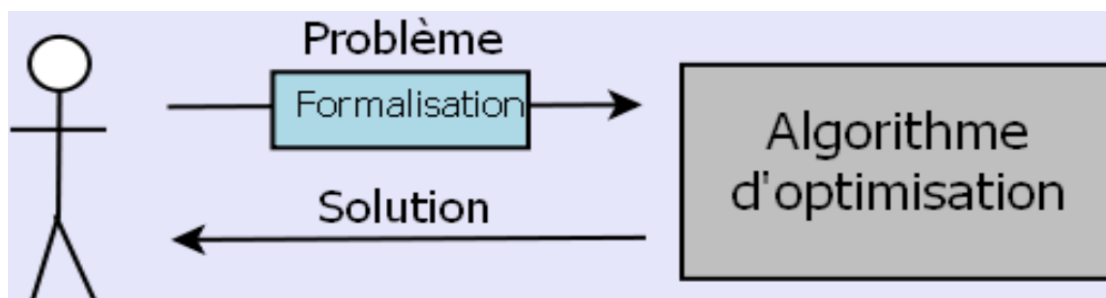 Problème
Formalisation
Solution
Algorithme
d'optimisation